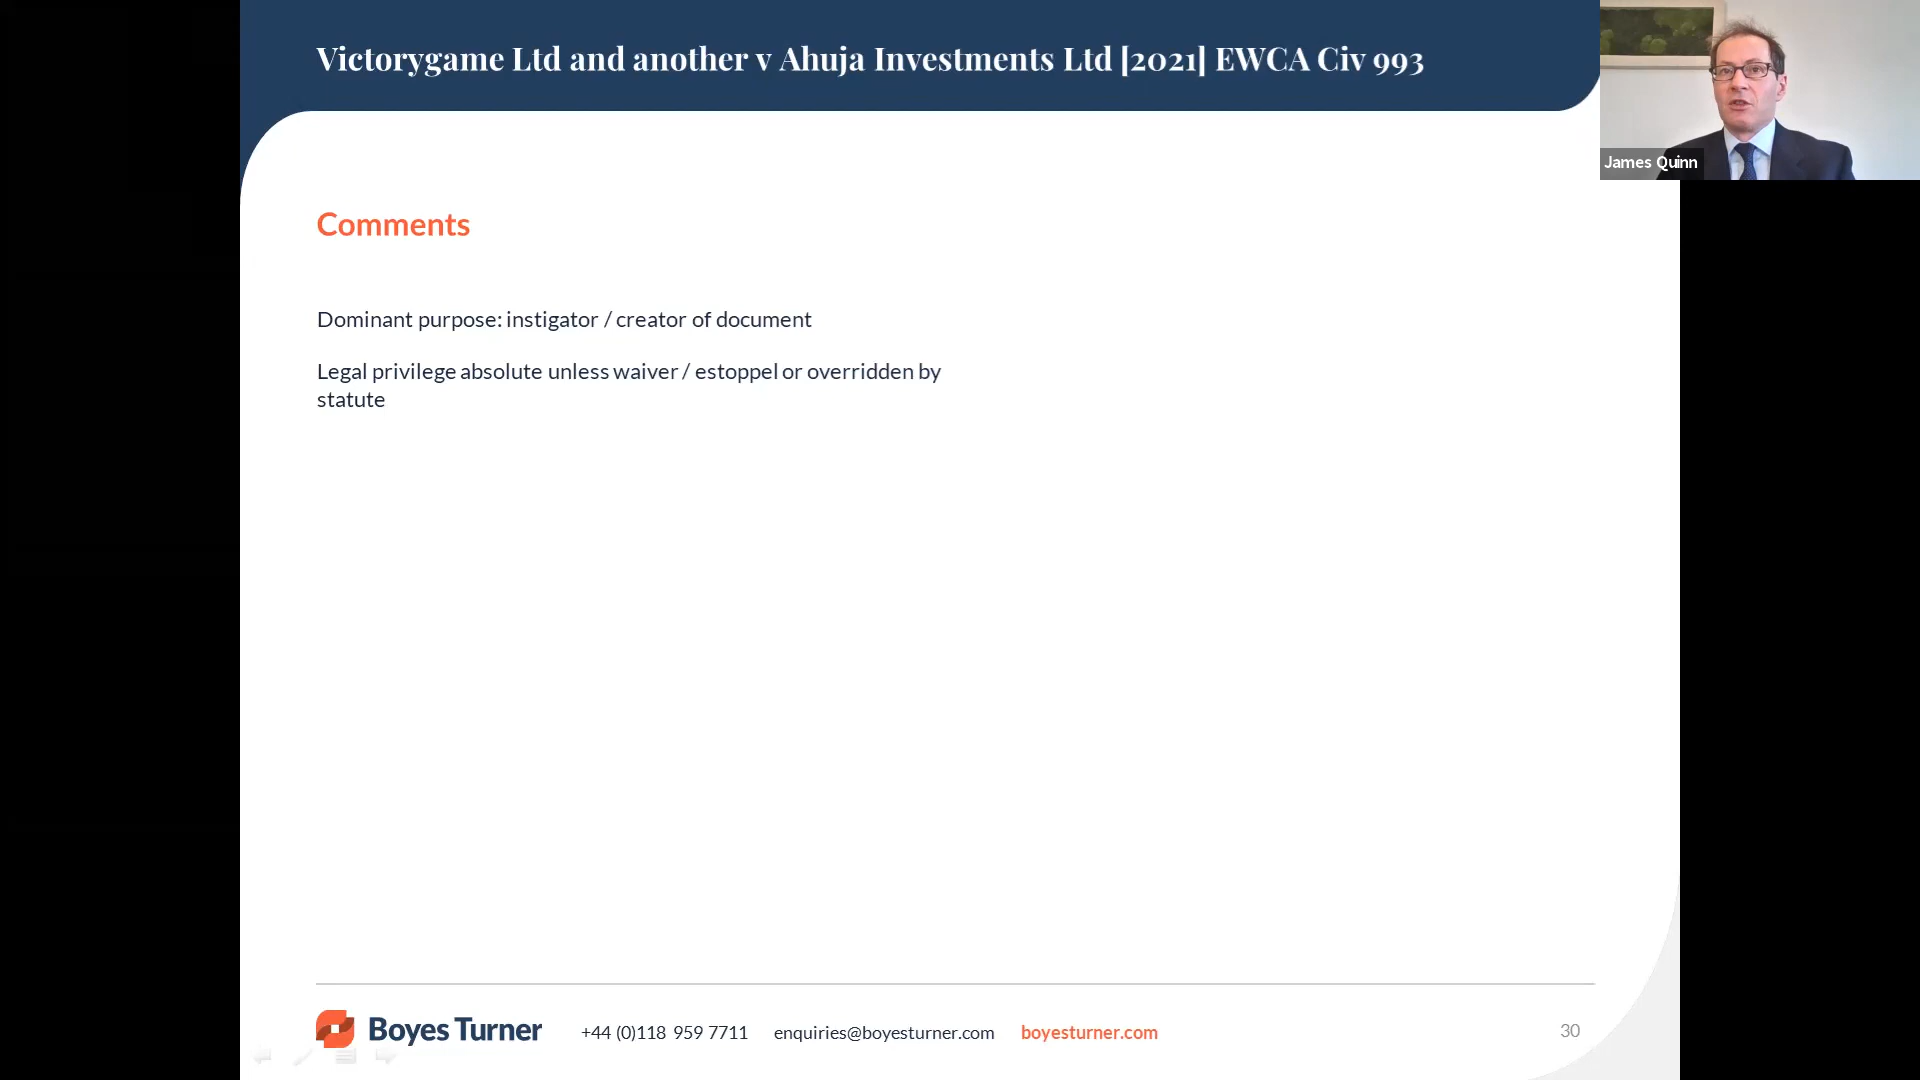 Victorygame Ltd and another v Ahuja Investments Ltd [2021] EWCA Civ 993
James Quinn
Comments
Dominant purpose: instigator / creator of document
Legal privilege absolute unless waiver / estoppel or overridden by
statute
Boyes Turner +44 (0)118 959 7711 enquiries@boyesturner.com boyesturner.com 30